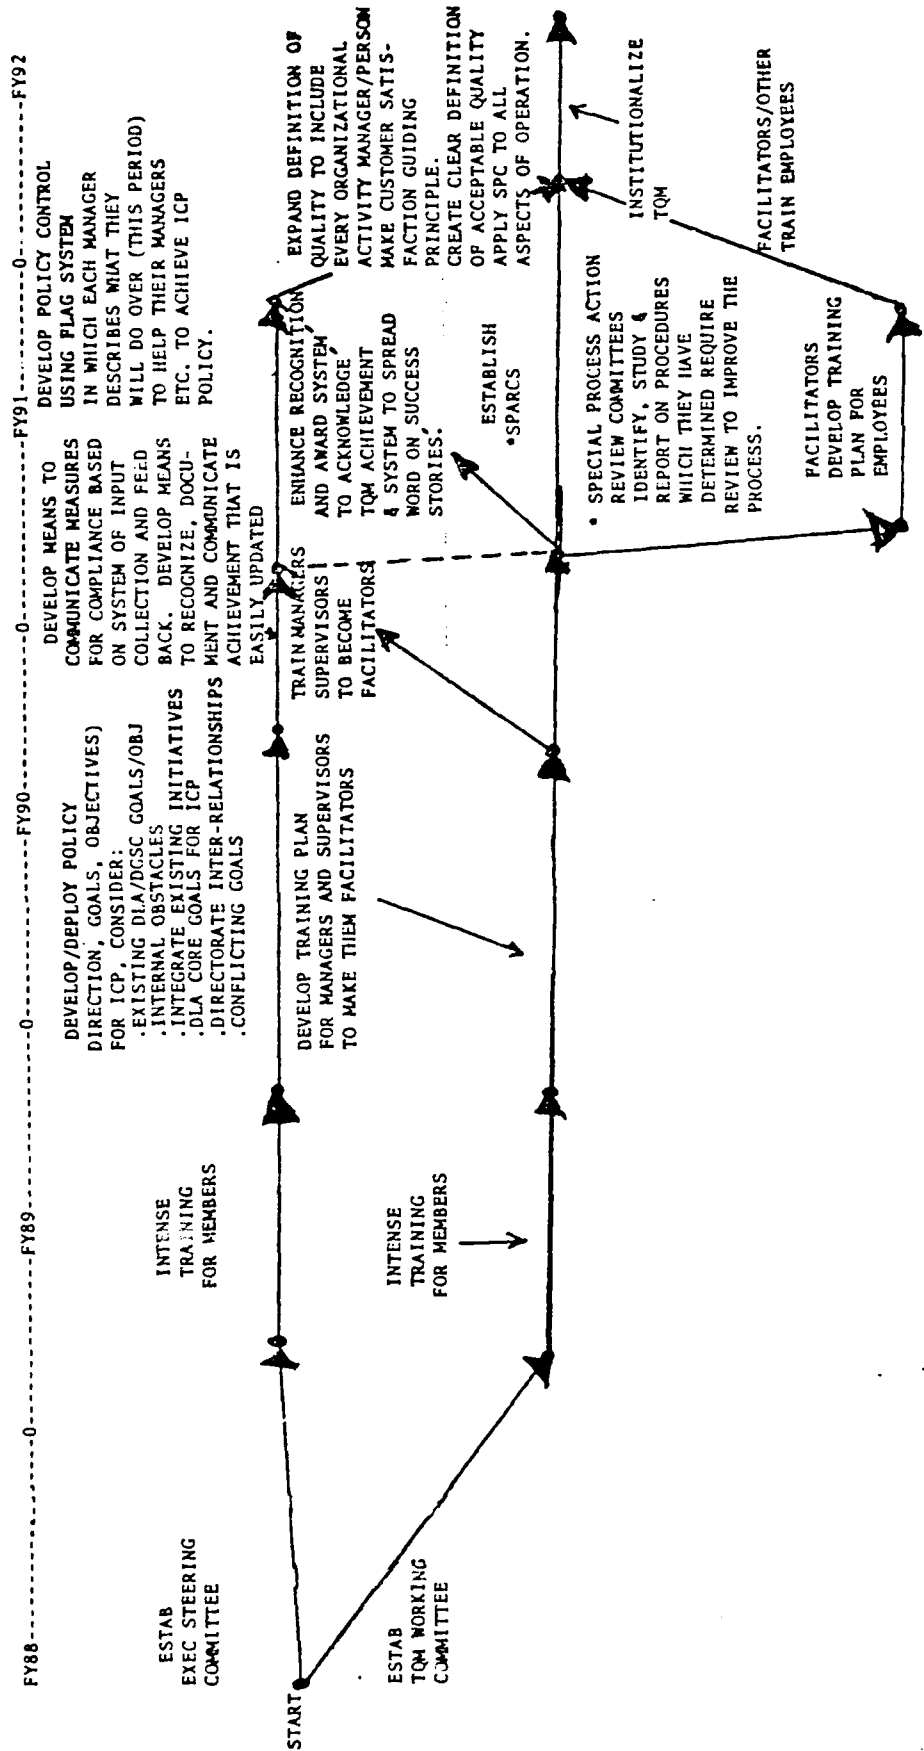 FY88-----------O-----------FY89-----------O-----------FY90-----------O-----------FY91-----------O-----------FY92
START
ESTAB
EXEC STEERING
COMMITTEE
ESTAB
TQM WORKING
COMMITTEE
INTENSE
TRAINING
FOR MEMBERS
INTENSE
TRAINING
FOR MEMBERS
DEVELOP/DEPLOY POLICY
DIRECTION, GOALS, OBJECTIVES)
FOR ICP, CONSIDER:
.EXISTING DLA/DGSC GOALS/OBJ
.INTERNAL OBSTACLES
.INTEGRATE EXISTING INITIATIVES
.DLA CORE GOALS FOR ICP
.DIRECTORATE INTER-RELATIONSHIPS
.CONFLICTING GOALS
DEVELOP TRAINING PLAN
FOR MANAGERS AND SUPERVISORS
TO MAKE THEM FACILITATORS
DEVELOP MEANS TO
COMMUNICATE MEASURES
FOR COMPLIANCE BASED
ON SYSTEM OF INPUT
COLLECTION AND FEED
BACK. DEVELOP MEANS
TO RECOGNIZE, DOCU-
MENT AND COMMUNICATE
ACHIEVEMENT THAT IS
EASILY UPDATED
TRAIN MANAGERS
SUPERVISORS
TO BECOME
FACILITATORS
DEVELOP POLICY CONTROL
USING FLAG SYSTEM
IN WHICH EACH MANAGER
DESCRIBES WHAT THEY
WILL DO OVER (THIS PERIOD)
TO HELP THEIR MANAGERS
ETC. TO ACHIEVE ICP
POLICY.
ENHANCE RECOGNITION
AND AWARD SYSTEM
TO ACKNOWLEDGE
TQM ACHIEVEMENT
& SYSTEM TO SPREAD
WORD ON SUCCESS
STORIES.
ESTABLISH
*SPARCS
* SPECIAL PROCESS ACTION
REVIEW COMMITTEES
IDENTIFY, STUDY &
REPORT ON PROCEDURES
WHICH THEY HAVE
DETERMINED REQUIRE
REVIEW TO IMPROVE THE
PROCESS.
FACILITATORS
DEVELOP TRAINING
PLAN FOR
EMPLOYEES
EXPAND DEFINITION OF
QUALITY TO INCLUDE
EVERY ORGANIZATIONAL
ACTIVITY MANAGER/PERSON
MAKE CUSTOMER SATIS-
FACTION GUIDING
PRINCIPLE.
CREATE CLEAR DEFINITION
OF ACCEPTABLE QUALITY
APPLY SPC TO ALL
ASPECTS OF OPERATION.
INSTITUTIONALIZE
TQM
FACILITATORS/OTHER
TRAIN EMPLOYEES